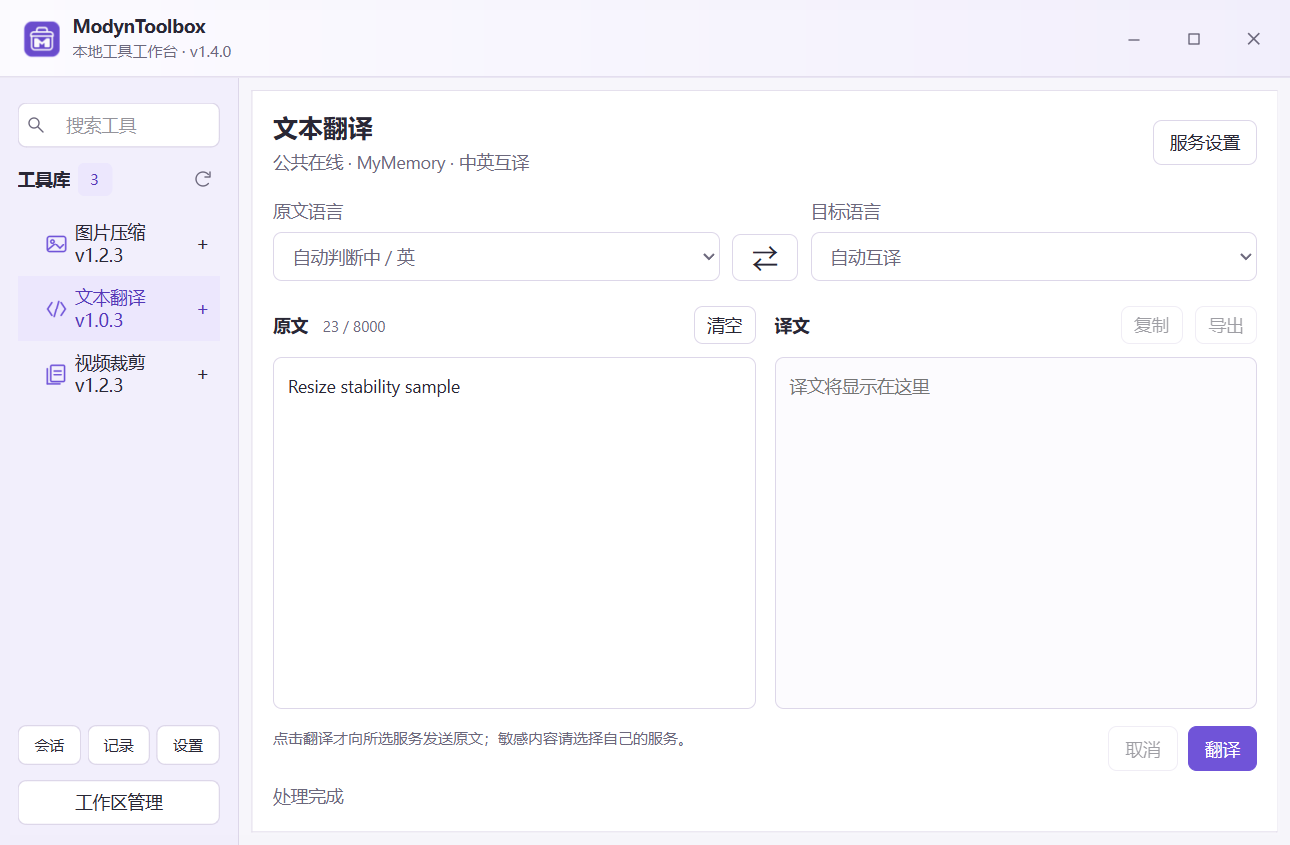 ModynToolbox
本地工具工作台 · v1.4.0
搜索工具
工具库 3
图片压缩
v1.2.3
+
文本翻译
v1.0.3
+
视频裁剪
v1.2.3
+
会话 记录 设置
工作区管理
文本翻译
公共在线 · MyMemory · 中英互译
服务设置
原文语言
目标语言
自动判断中 / 英
自动互译
原文 23 / 8000 清空
译文 复制 导出
Resize stability sample
译文将显示在这里
点击翻译才向所选服务发送原文；敏感内容请选择自己的服务。
取消 翻译
处理完成